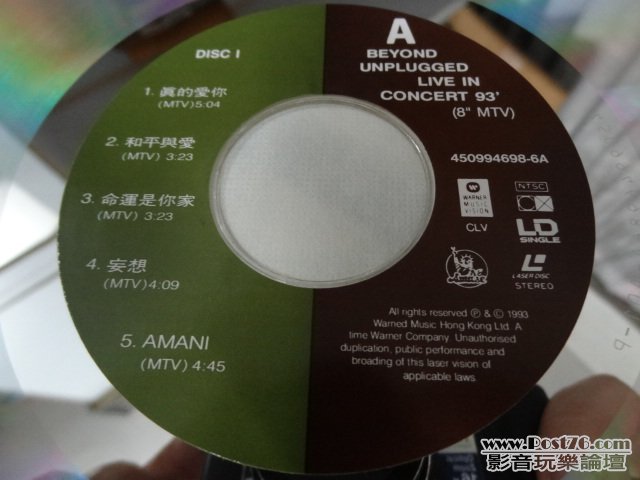 DISC I
1. 眞的愛你
(MTV) 5:04
2. 和平與愛
(MTV) 3:23
3. 命運是你家
(MTV) 3:23
4. 妄想
(MTV) 4:09
5. AMANI
(MTV) 4:45
A
BEYOND
UNPLUGGED
LIVE IN
CONCERT 93'
(8" MTV)
450994698-6A
WARNER
MUSIC
VISION
CLV
NTSC
CX
LD
SINGLE
LASER DISC
STEREO
All rights reserved Ⓟ & © 1993
Warned Music Hong Kong Ltd. A
time Warner Company. Unauthorised
duplication, public performance and
broading of this laser vision of
applicable laws.
www.Post76.com
影音玩樂論壇